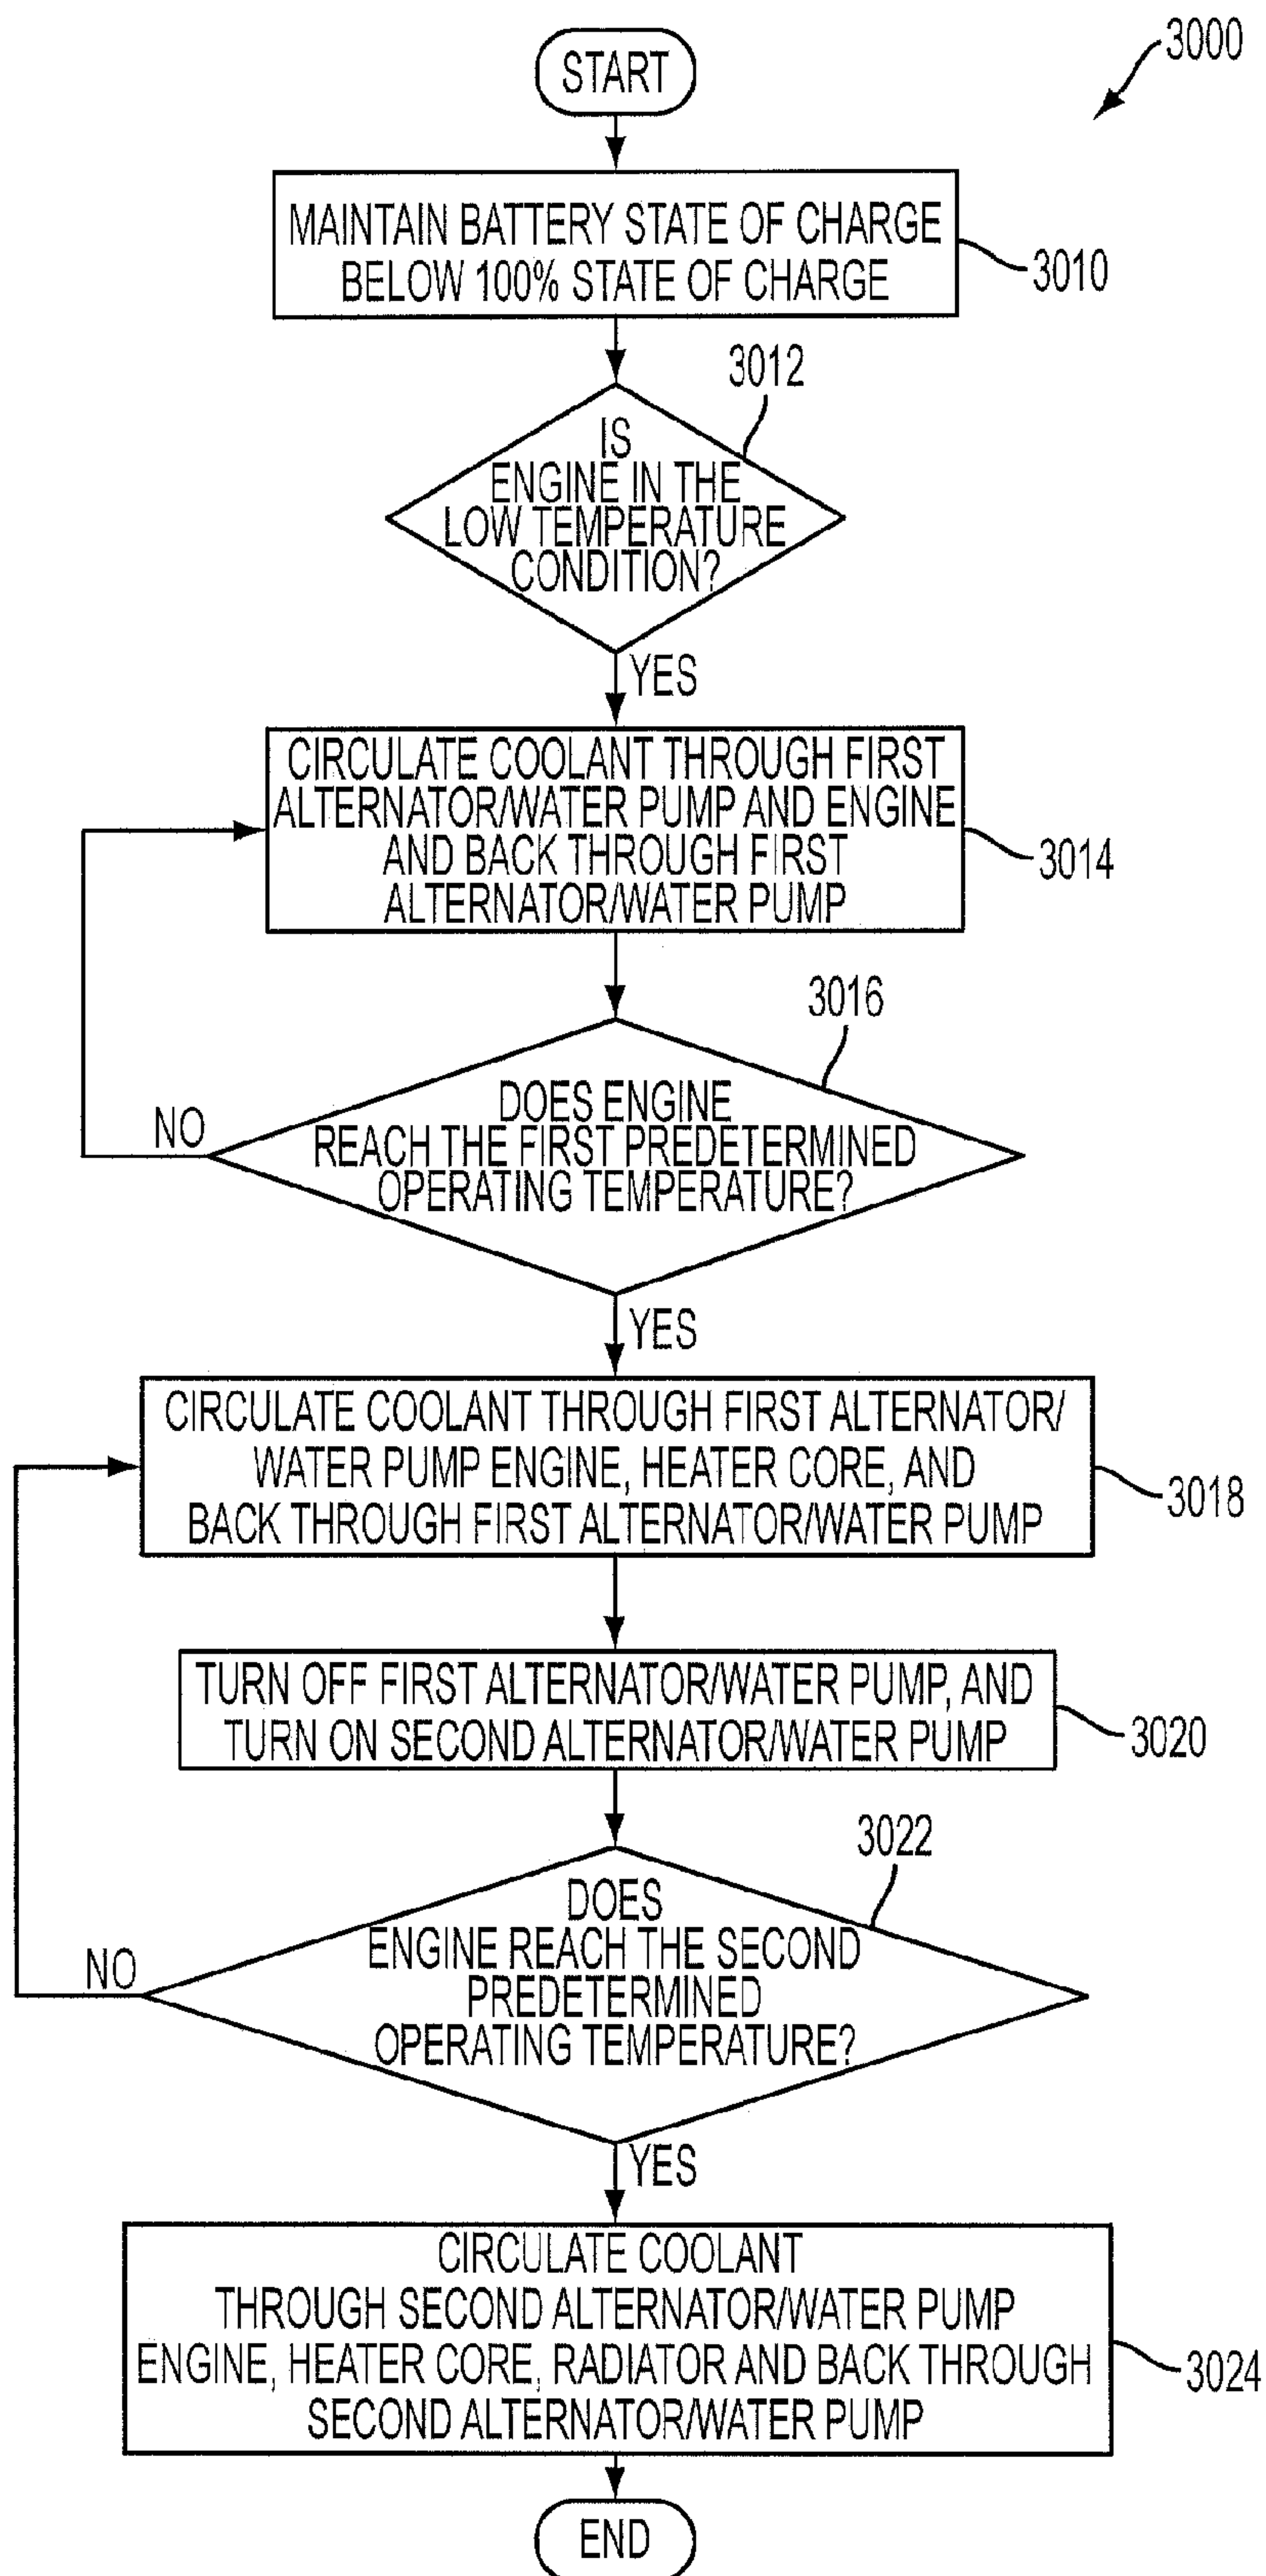 3000
START
MAINTAIN BATTERY STATE OF CHARGE
BELOW 100% STATE OF CHARGE
3010
3012
IS
ENGINE IN THE
LOW TEMPERATURE
CONDITION?
YES
CIRCULATE COOLANT THROUGH FIRST
ALTERNATOR/WATER PUMP AND ENGINE
AND BACK THROUGH FIRST
ALTERNATOR/WATER PUMP
3014
3016
DOES ENGINE
REACH THE FIRST PREDETERMINED
OPERATING TEMPERATURE?
NO
YES
CIRCULATE COOLANT THROUGH FIRST ALTERNATOR/
WATER PUMP ENGINE, HEATER CORE, AND
BACK THROUGH FIRST ALTERNATOR/WATER PUMP
3018
TURN OFF FIRST ALTERNATOR/WATER PUMP, AND
TURN ON SECOND ALTERNATOR/WATER PUMP
3020
3022
DOES
ENGINE REACH THE SECOND
PREDETERMINED
OPERATING TEMPERATURE?
NO
YES
CIRCULATE COOLANT
THROUGH SECOND ALTERNATOR/WATER PUMP
ENGINE, HEATER CORE, RADIATOR AND BACK THROUGH
SECOND ALTERNATOR/WATER PUMP
3024
END